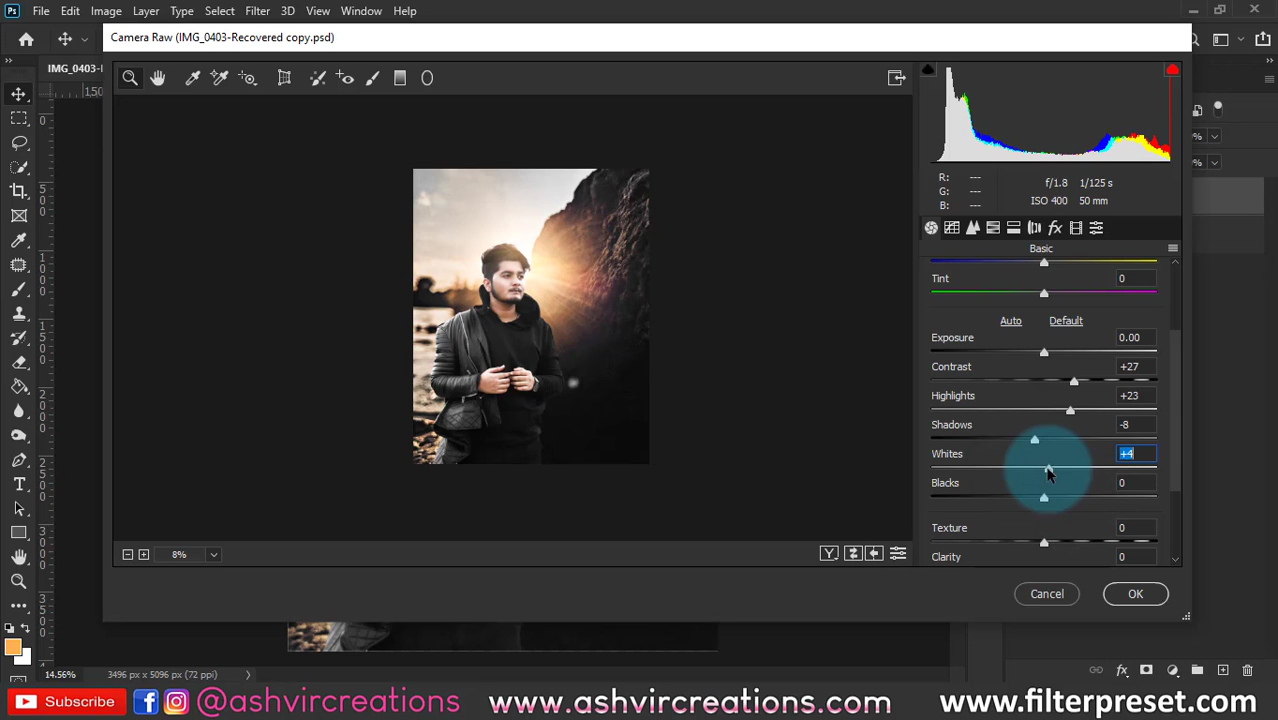 Ps File Edit Image Layer Type Select Filter 3D View Window Help
Camera Raw (IMG_0403-Recovered copy.psd)
IMG_0403-
R: ---
G: ---
B: ---
f/1.8 1/125 s
ISO 400 50 mm
fx
Basic
Tint 0
Auto Default
Exposure 0.00
Contrast +27
Highlights +23
Shadows -8
Whites +4
Blacks 0
Texture 0
Clarity 0
8%
Y
Cancel OK
14.56% 3496 px x 5096 px (72 ppi)
fx
Subscribe @ashvircreations www.ashvircreations.com www.filterpreset.com